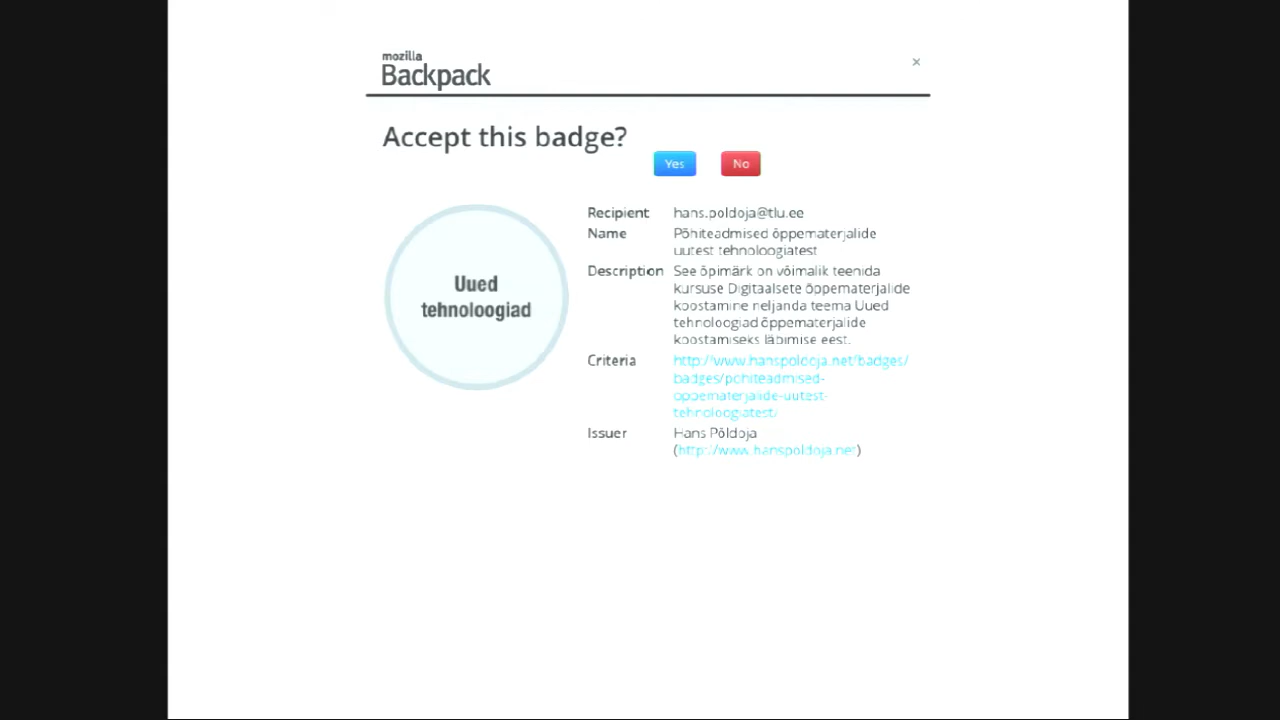 mozilla
Backpack
×
Accept this badge?
Yes
No
Uued
tehnoloogiad
Recipient hans.poldoja@tlu.ee
Name Põhiteadmised õppematerjalide
uutest tehnoloogiatest
Description See õpimärk on võimalik teenida
kursuse Digitaalsete õppematerjalide
koostamine neljanda teema Uued
tehnoloogiad õppematerjalide
koostamiseks läbimise eest.
Criteria http://www.hanspoldoja.net/badges/
badges/pohiteadmised-
oppematerjalide-uutest-
tehnoloogiatest/
Issuer Hans Põldoja
(http://www.hanspoldoja.net)